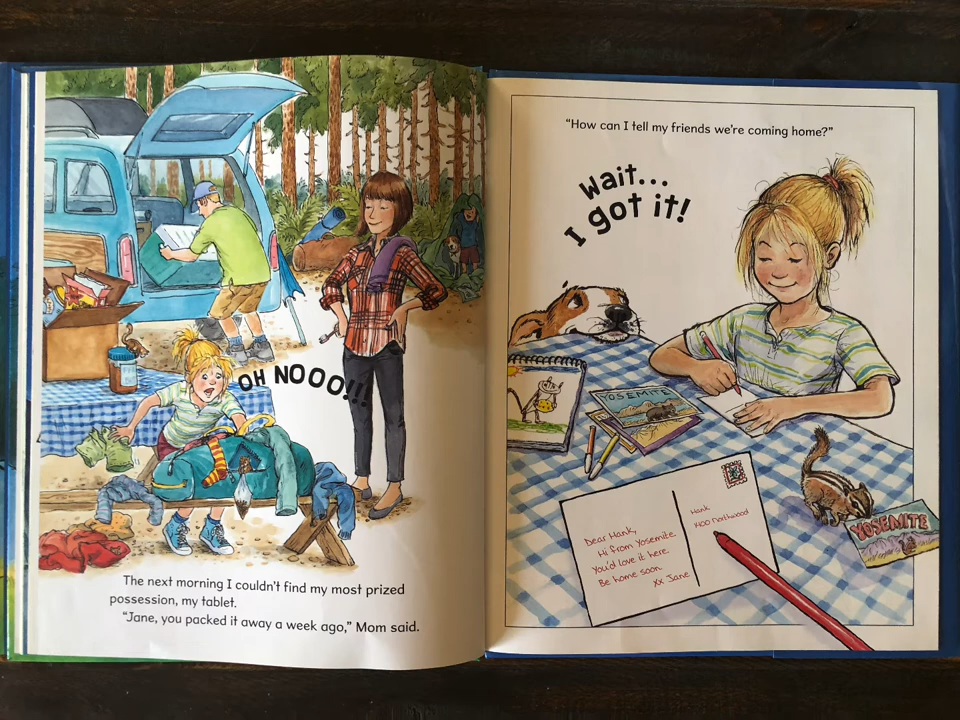 OH NOOO!!!
The next morning I couldn't find my most prized
possession, my tablet.
"Jane, you packed it away a week ago," Mom said.
"How can I tell my friends we're coming home?"
Wait...
I got it!
YOSEMITE
Dear Hank,
Hi from Yosemite.
You'd love it here.
Be home soon.
xx Jane
Hank
1400 Northwood
YOSEMITE